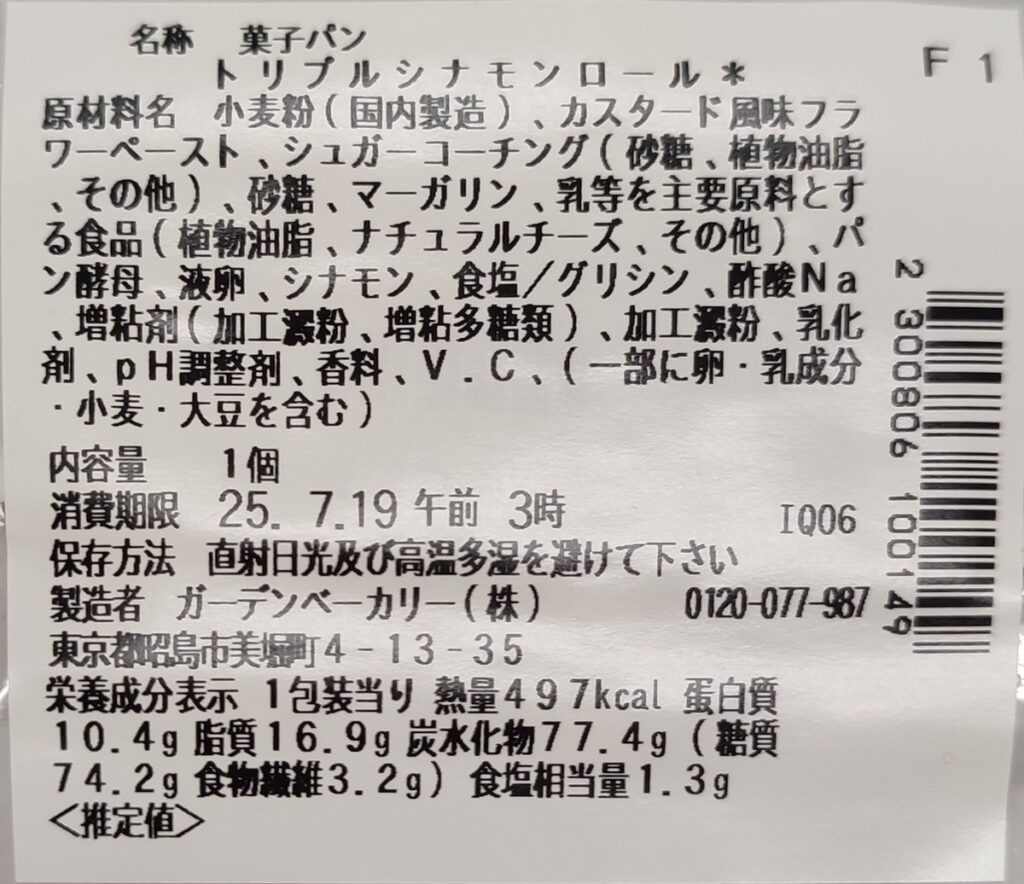 名称　菓子パン
トリプルシナモンロール＊
F1
原材料名　小麦粉(国内製造)、カスタード風味フラ
ワーペースト、シュガーコーチング(砂糖、植物油脂
、その他)、砂糖、マーガリン、乳等を主要原料とす
る食品(植物油脂、ナチュラルチーズ、その他)、パ
ン酵母、液卵、シナモン、食塩/グリシン、酢酸Na
、増粘剤(加工澱粉、増粘多糖類)、加工澱粉、乳化
剤、pH調整剤、香料、V.C、(一部に卵・乳成分
・小麦・大豆を含む)
内容量　1個
消費期限　25. 7.19 午前 3時
IQ06
保存方法　直射日光及び高温多湿を避けて下さい
製造者　ガーデンベーカリー(株)　0120-077-987
東京都昭島市美堀町4-13-35
栄養成分表示 1包装当り 熱量497kcal 蛋白質
10.4g 脂質16.9g 炭水化物77.4g (糖質
74.2g 食物繊維3.2g) 食塩相当量1.3g
<推定値>
2 300806 100149